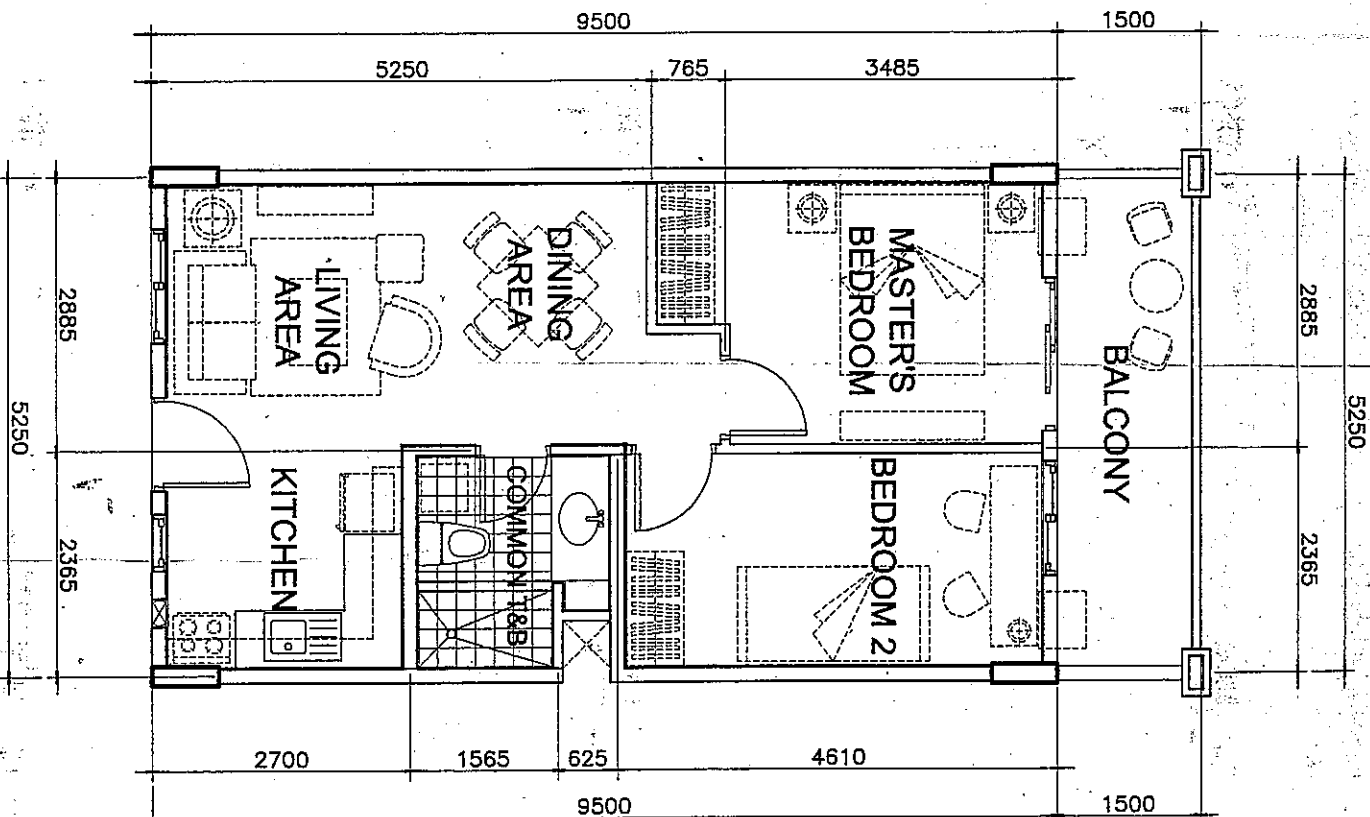 9500
1500
5250
765
3485
2885
5250
2885
5250
2365
2365
LIVING
AREA
DINING
AREA
MASTER'S
BEDROOM
BALCONY
KITCHEN
COMMON T&B
BEDROOM 2
2700
1565
625
4610
9500
1500